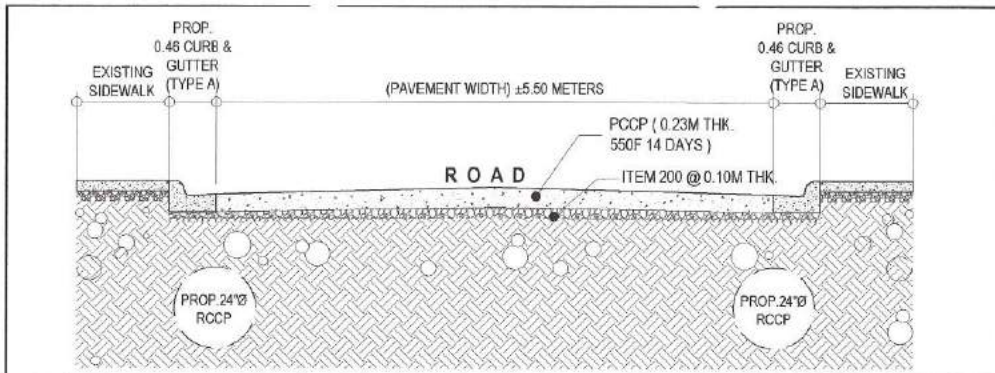 PROP.
0.46 CURB &
GUTTER
(TYPE A)
EXISTING
SIDEWALK
(PAVEMENT WIDTH) ±5.50 METERS
PROP.
0.46 CURB &
GUTTER
(TYPE A)
EXISTING
SIDEWALK
PCCP ( 0.23M THK.
550F 14 DAYS )
ROAD
ITEM 200 @ 0.10M THK.
PROP.24"Ø
RCCP
PROP.24"Ø
RCCP